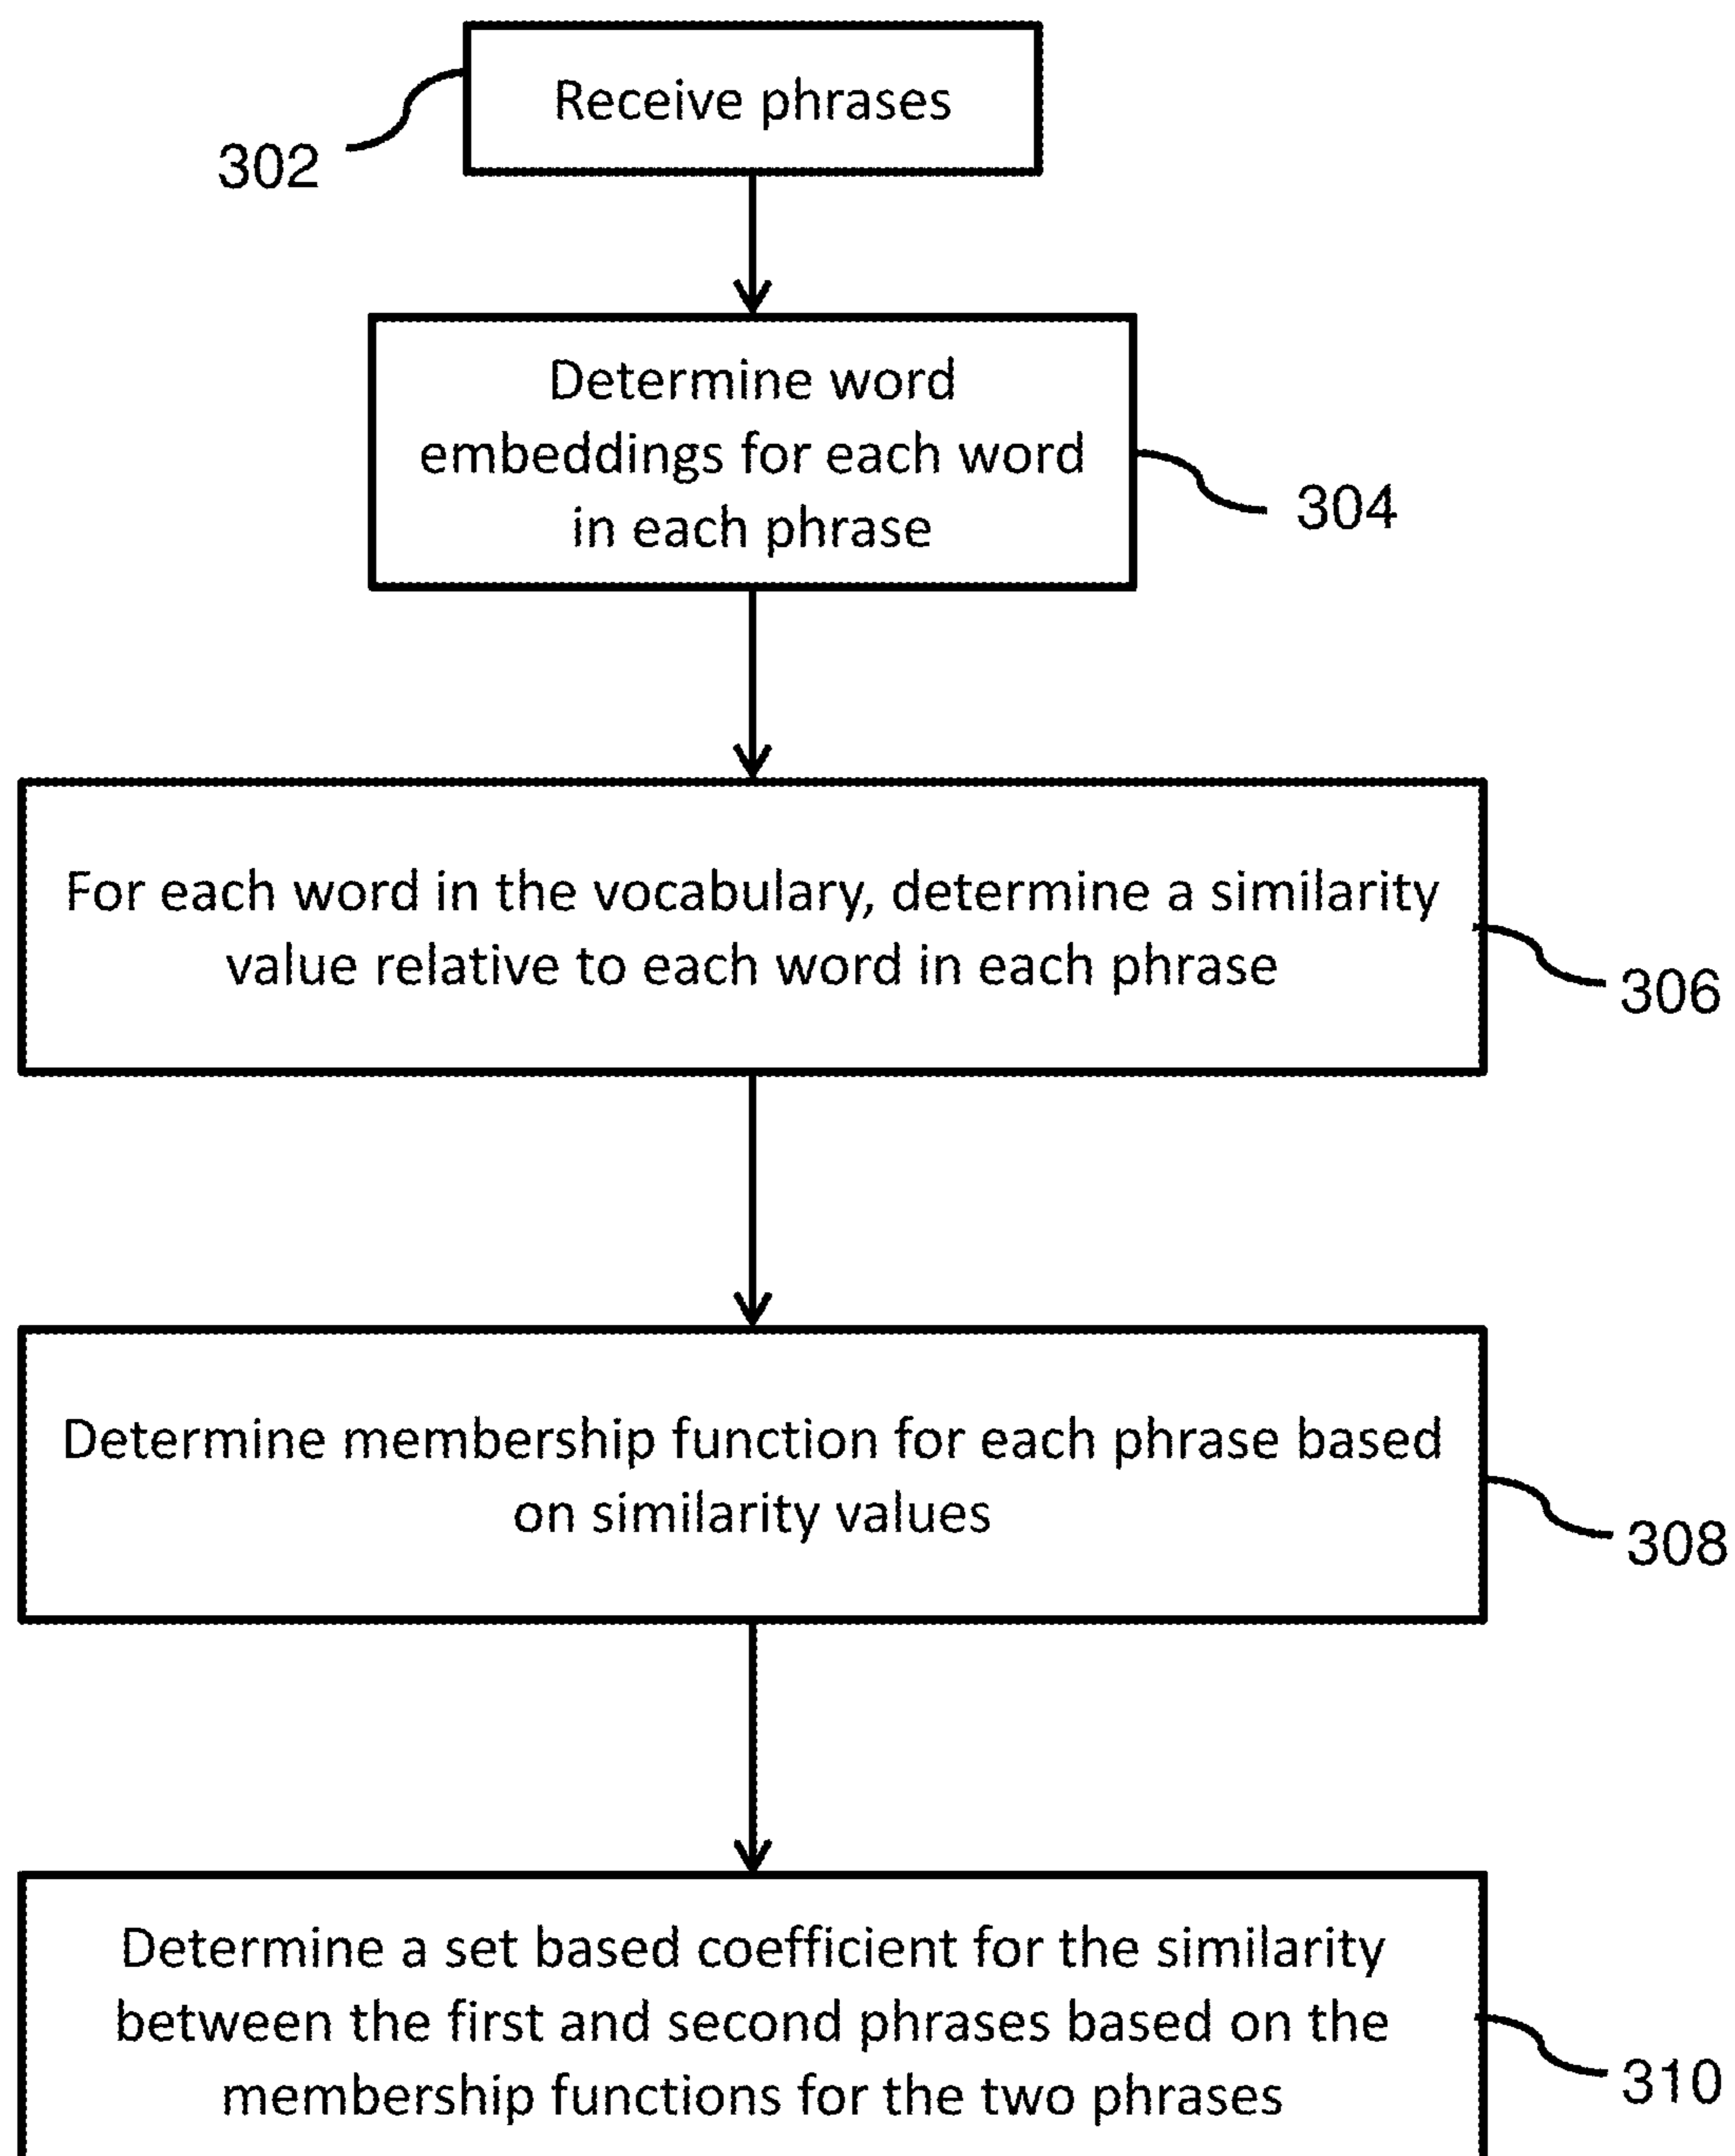 Receive phrases
302
Determine word
embeddings for each word
in each phrase
304
For each word in the vocabulary, determine a similarity
value relative to each word in each phrase
306
Determine membership function for each phrase based
on similarity values
308
Determine a set based coefficient for the similarity
between the first and second phrases based on the
membership functions for the two phrases
310